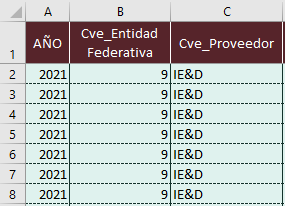 A B C
1 AÑO Cve_Entidad Federativa Cve_Proveedor
2 2021 9 IE&D
3 2021 9 IE&D
4 2021 9 IE&D
5 2021 9 IE&D
6 2021 9 IE&D
7 2021 9 IE&D
8 2021 9 IE&D